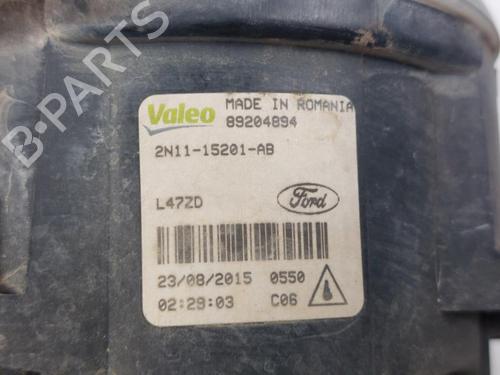 Valeo MADE IN ROMANIA
89204894
2N11-15201-AB
L47ZD
Ford
23/08/2015 0550
02:29:03 C06
B-PARTS